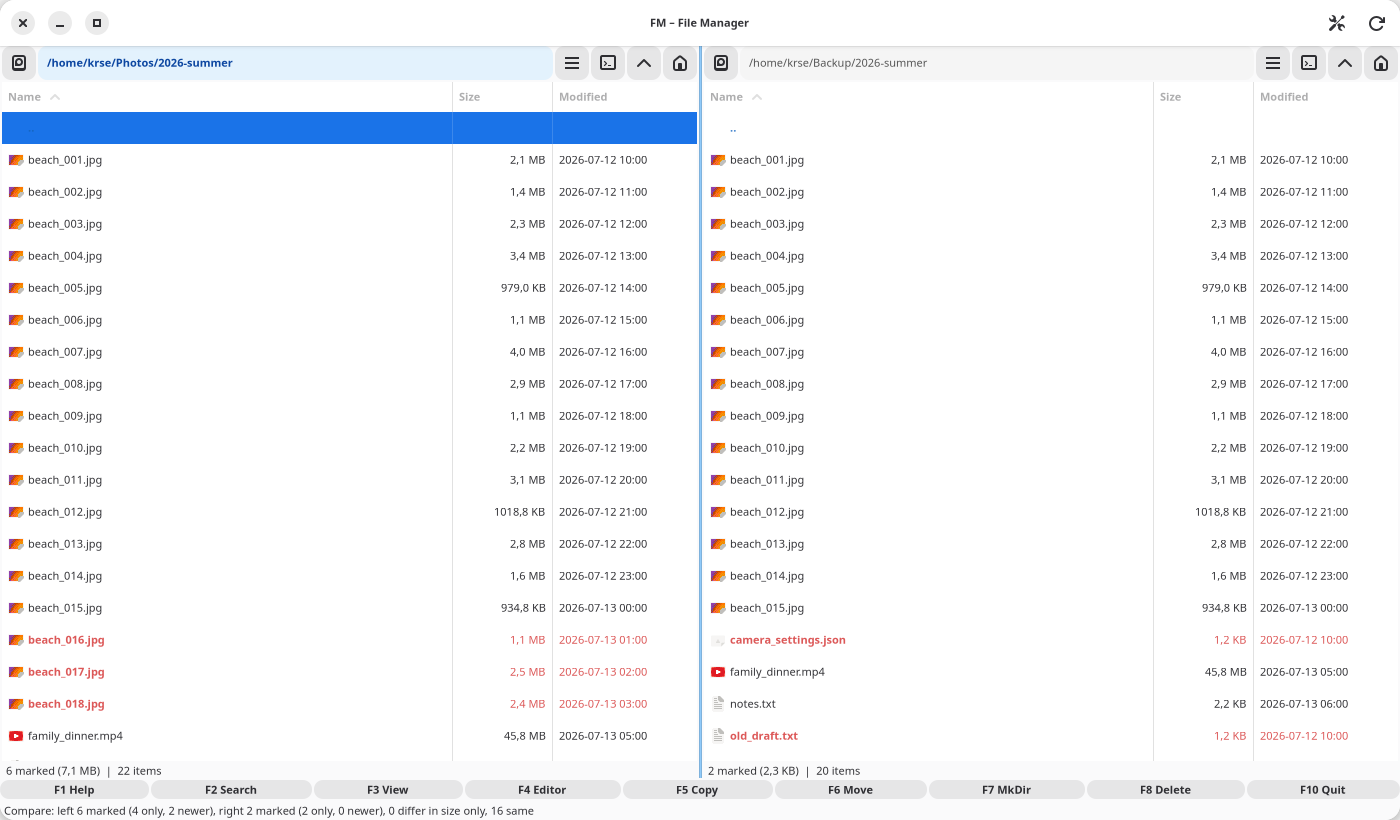 FM – File Manager
/home/krse/Photos/2026-summer
/home/krse/Backup/2026-summer
Name Size Modified
..
beach_001.jpg 2,1 MB 2026-07-12 10:00
beach_002.jpg 1,4 MB 2026-07-12 11:00
beach_003.jpg 2,3 MB 2026-07-12 12:00
beach_004.jpg 3,4 MB 2026-07-12 13:00
beach_005.jpg 979,0 KB 2026-07-12 14:00
beach_006.jpg 1,1 MB 2026-07-12 15:00
beach_007.jpg 4,0 MB 2026-07-12 16:00
beach_008.jpg 2,9 MB 2026-07-12 17:00
beach_009.jpg 1,1 MB 2026-07-12 18:00
beach_010.jpg 2,2 MB 2026-07-12 19:00
beach_011.jpg 3,1 MB 2026-07-12 20:00
beach_012.jpg 1018,8 KB 2026-07-12 21:00
beach_013.jpg 2,8 MB 2026-07-12 22:00
beach_014.jpg 1,6 MB 2026-07-12 23:00
beach_015.jpg 934,8 KB 2026-07-13 00:00
beach_016.jpg 1,1 MB 2026-07-13 01:00
beach_017.jpg 2,5 MB 2026-07-13 02:00
beach_018.jpg 2,4 MB 2026-07-13 03:00
family_dinner.mp4 45,8 MB 2026-07-13 05:00
6 marked (7,1 MB) | 22 items
Name Size Modified
..
beach_001.jpg 2,1 MB 2026-07-12 10:00
beach_002.jpg 1,4 MB 2026-07-12 11:00
beach_003.jpg 2,3 MB 2026-07-12 12:00
beach_004.jpg 3,4 MB 2026-07-12 13:00
beach_005.jpg 979,0 KB 2026-07-12 14:00
beach_006.jpg 1,1 MB 2026-07-12 15:00
beach_007.jpg 4,0 MB 2026-07-12 16:00
beach_008.jpg 2,9 MB 2026-07-12 17:00
beach_009.jpg 1,1 MB 2026-07-12 18:00
beach_010.jpg 2,2 MB 2026-07-12 19:00
beach_011.jpg 3,1 MB 2026-07-12 20:00
beach_012.jpg 1018,8 KB 2026-07-12 21:00
beach_013.jpg 2,8 MB 2026-07-12 22:00
beach_014.jpg 1,6 MB 2026-07-12 23:00
beach_015.jpg 934,8 KB 2026-07-13 00:00
camera_settings.json 1,2 KB 2026-07-12 10:00
family_dinner.mp4 45,8 MB 2026-07-13 05:00
notes.txt 2,2 KB 2026-07-13 06:00
old_draft.txt 1,2 KB 2026-07-12 10:00
2 marked (2,3 KB) | 20 items
F1 Help F2 Search F3 View F4 Editor F5 Copy F6 Move F7 MkDir F8 Delete F10 Quit
Compare: left 6 marked (4 only, 2 newer), right 2 marked (2 only, 0 newer), 0 differ in size only, 16 same